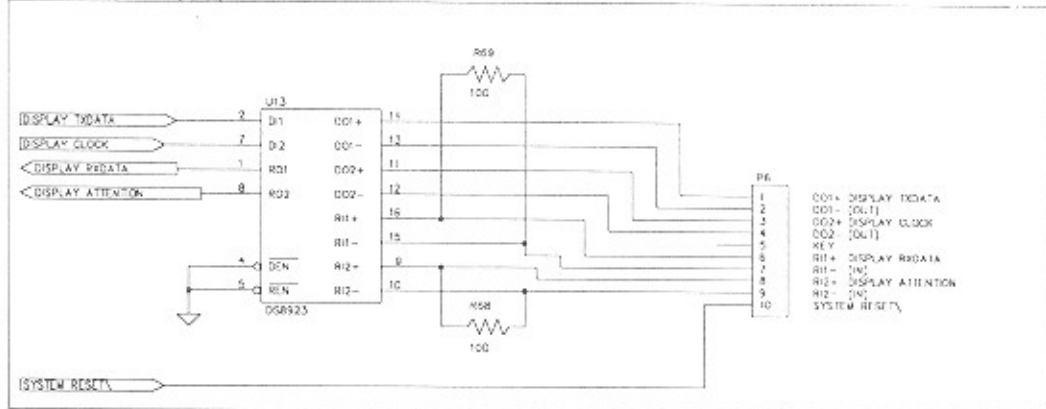 R69
100
U13
DISPLAY TXDATA
2
DI1
DO1+
DISPLAY CLOCK
7
DI2
DO1-
13
DISPLAY RXDATA
1
RO1
DO2+
11
DISPLAY ATTENTION
8
RO2
DO2-
12
RI1+
16
RI1-
15
4
DEN
RI2+
9
REN
RI2-
10
DS8923
R68
100
P6
1
DO1+ DISPLAY TXDATA
2
DO1- (OUT)
3
DO2+ DISPLAY CLOCK
4
DO2- (OUT)
5
KEY
6
RI1+ DISPLAY RXDATA
7
RI1- (IN)
8
RI2+ DISPLAY ATTENTION
9
RI2- (IN)
10
SYSTEM RESET\
SYSTEM RESET\